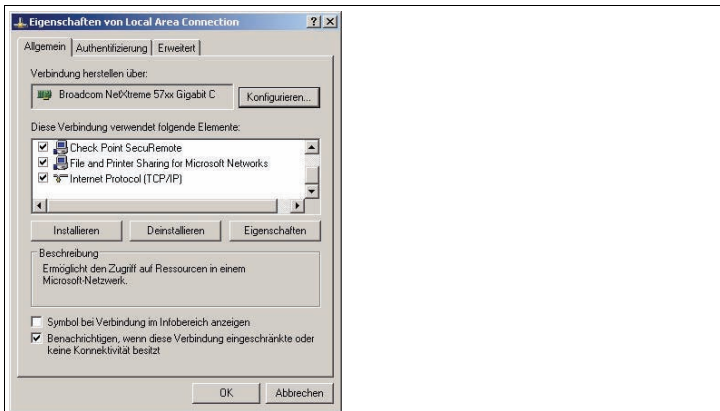 Eigenschaften von Local Area Connection
Allgemein Authentifizierung Erweitert
Verbindung herstellen über:
Broadcom NetXtreme 57xx Gigabit C
Konfigurieren...
Diese Verbindung verwendet folgende Elemente:
Check Point SecuRemote
File and Printer Sharing for Microsoft Networks
Internet Protocol (TCP/IP)
Installieren Deinstallieren Eigenschaften
Beschreibung
Ermöglicht den Zugriff auf Ressourcen in einem
Microsoft-Netzwerk.
Symbol bei Verbindung im Infobereich anzeigen
Benachrichtigen, wenn diese Verbindung eingeschränkte oder
keine Konnektivität besitzt
OK Abbrechen